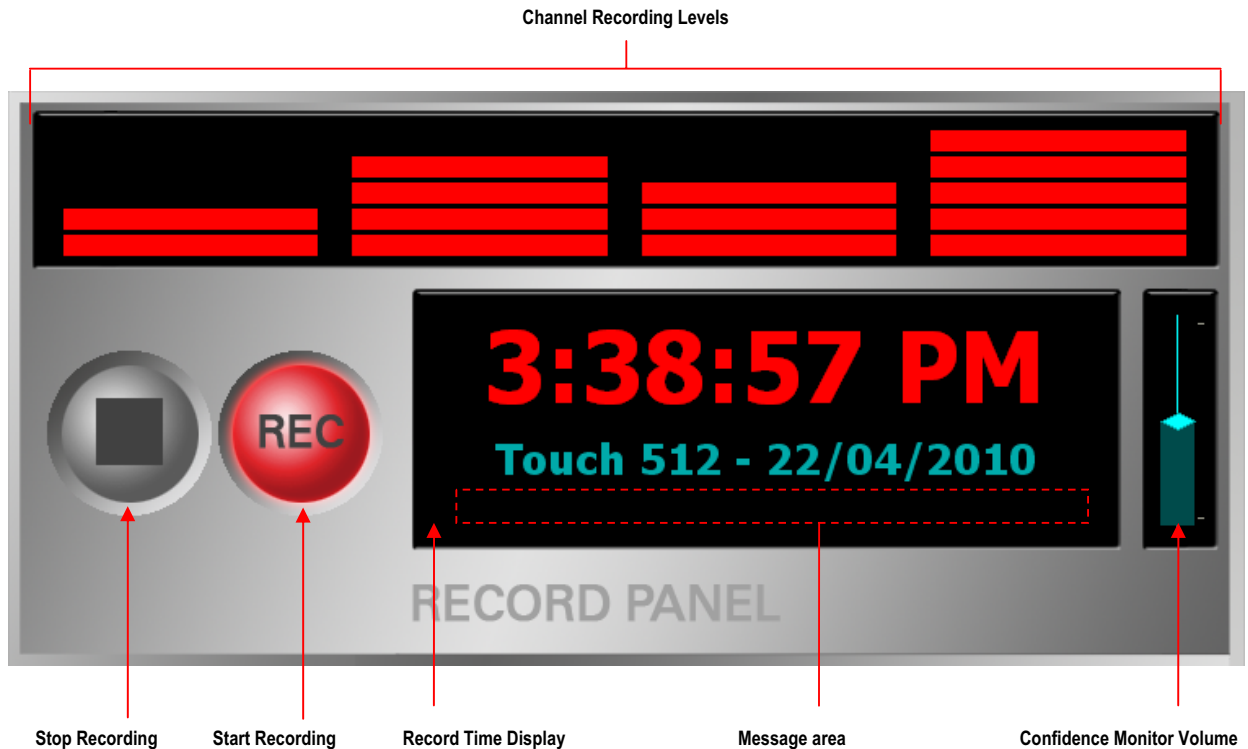 Channel Recording Levels
3:38:57 PM
REC
Touch 512 - 22/04/2010
RECORD PANEL
Stop Recording
Start Recording
Record Time Display
Message area
Confidence Monitor Volume